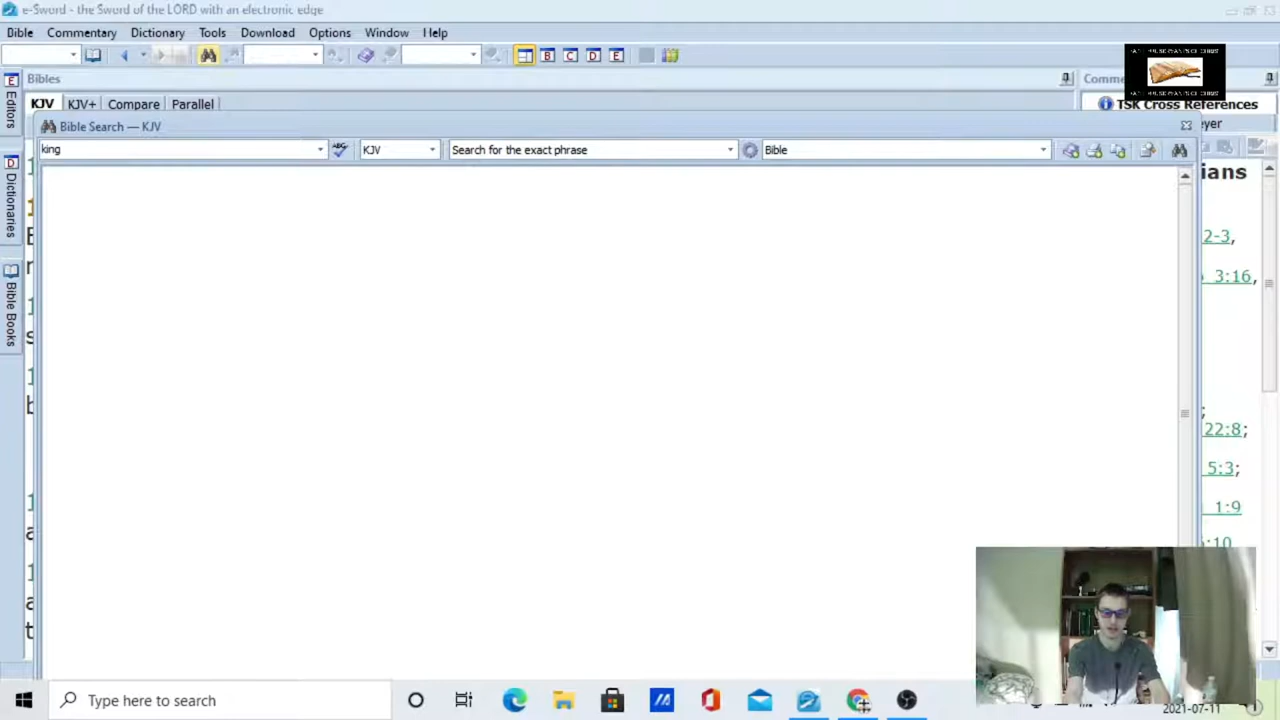 e-Sword - the Sword of the LORD with an electronic edge
Bible Commentary Dictionary Tools Download Options Window Help
B C D E
Bibles
Comme
KJV KJV+ Compare Parallel
TSK Cross References
Bible Search — KJV
eyer
king KJV Search for the exact phrase Bible
E Editors
D Dictionaries
Bible Books
ians
2-3,
3:16,
22:8;
5:3;
1:9
Type here to search
2021-07-11